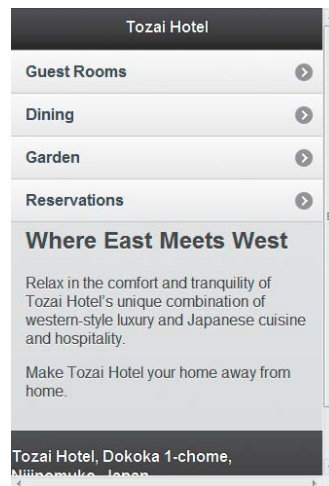 Tozai Hotel
Guest Rooms
Dining
Garden
Reservations
Where East Meets West
Relax in the comfort and tranquility of
Tozai Hotel's unique combination of
western-style luxury and Japanese cuisine
and hospitality.
Make Tozai Hotel your home away from
home.
Tozai Hotel, Dokoka 1-chome,
Japan